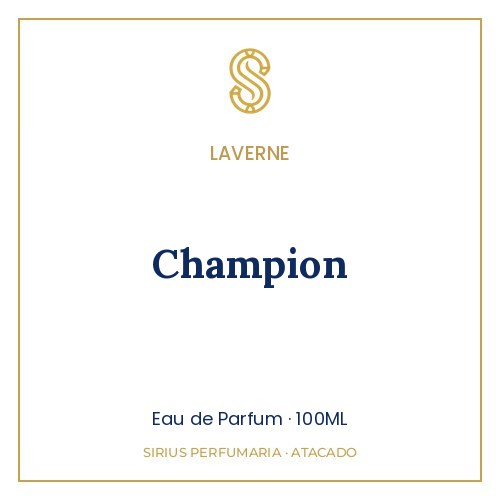 LAVERNE
Champion
Eau de Parfum · 100ML
SIRIUS PERFUMARIA · ATACADO